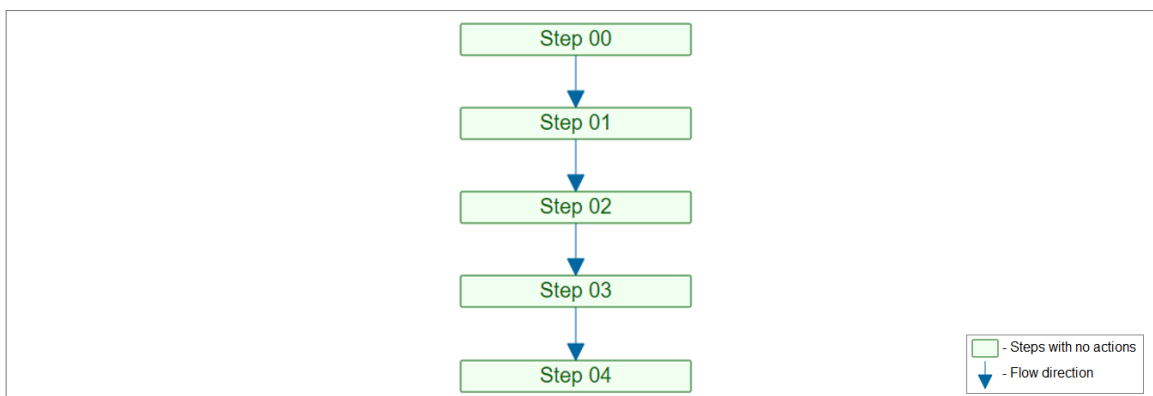 Step 00
Step 01
Step 02
Step 03
Step 04
- Steps with no actions
- Flow direction